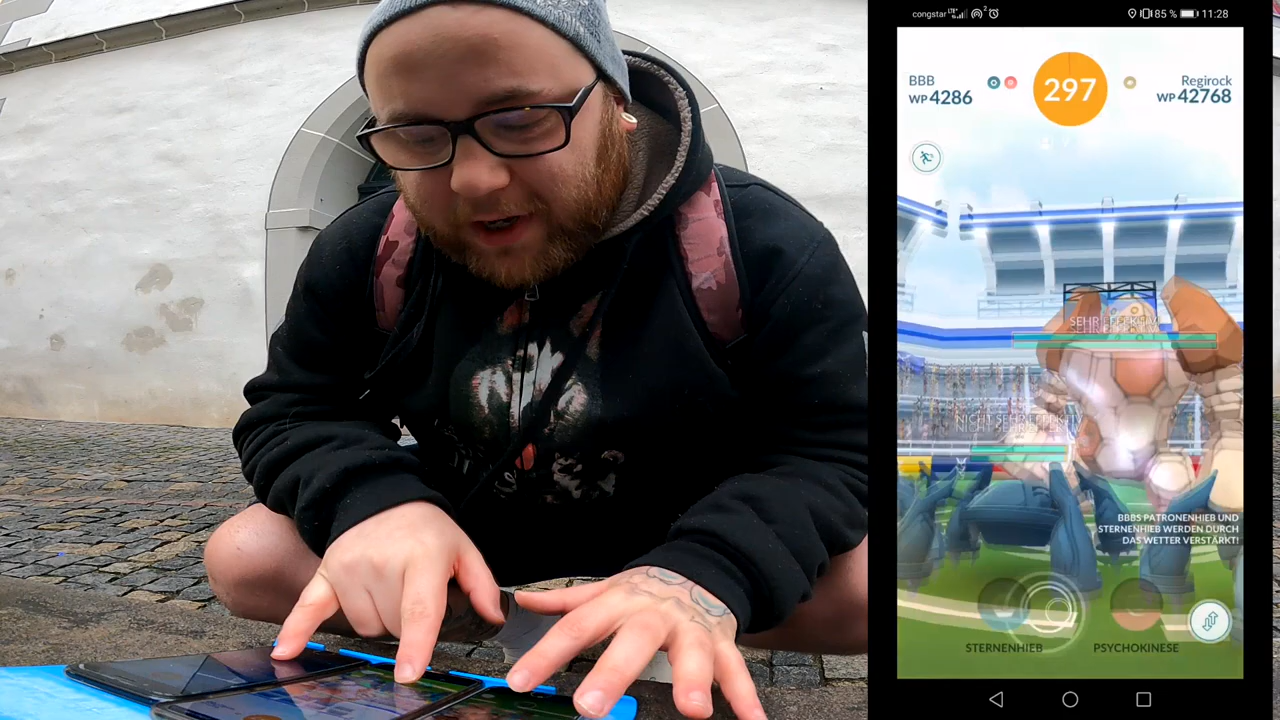 congstar 85 % 11:28
BBB 297 Regirock
WP 4286 WP 42768
SEHR EFFEKTIV
NICHT SEHR EFFEKTIV
BBBS PATRONENHIEB UND
STERNENHIEB WERDEN DURCH
DAS WETTER VERSTÄRKT!
STERNENHIEB PSYCHOKINESE